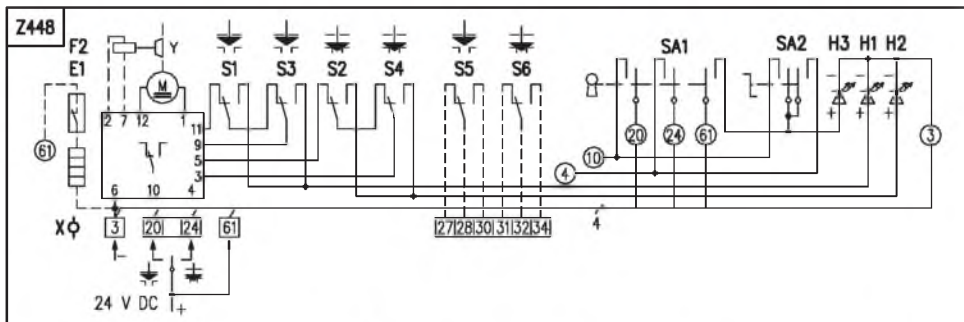 Z448
F2
E1
Y
M
S1 S3 S2 S4 S5 S6
SA1 SA2 H3 H1 H2
2 7 12 1
11
9
5
3
6 10 4
61
20 24 61
10
4
3
- - -
+ + +
X
3 20 24 61
27 28 30 31 32 34
4
-
24 V DC +